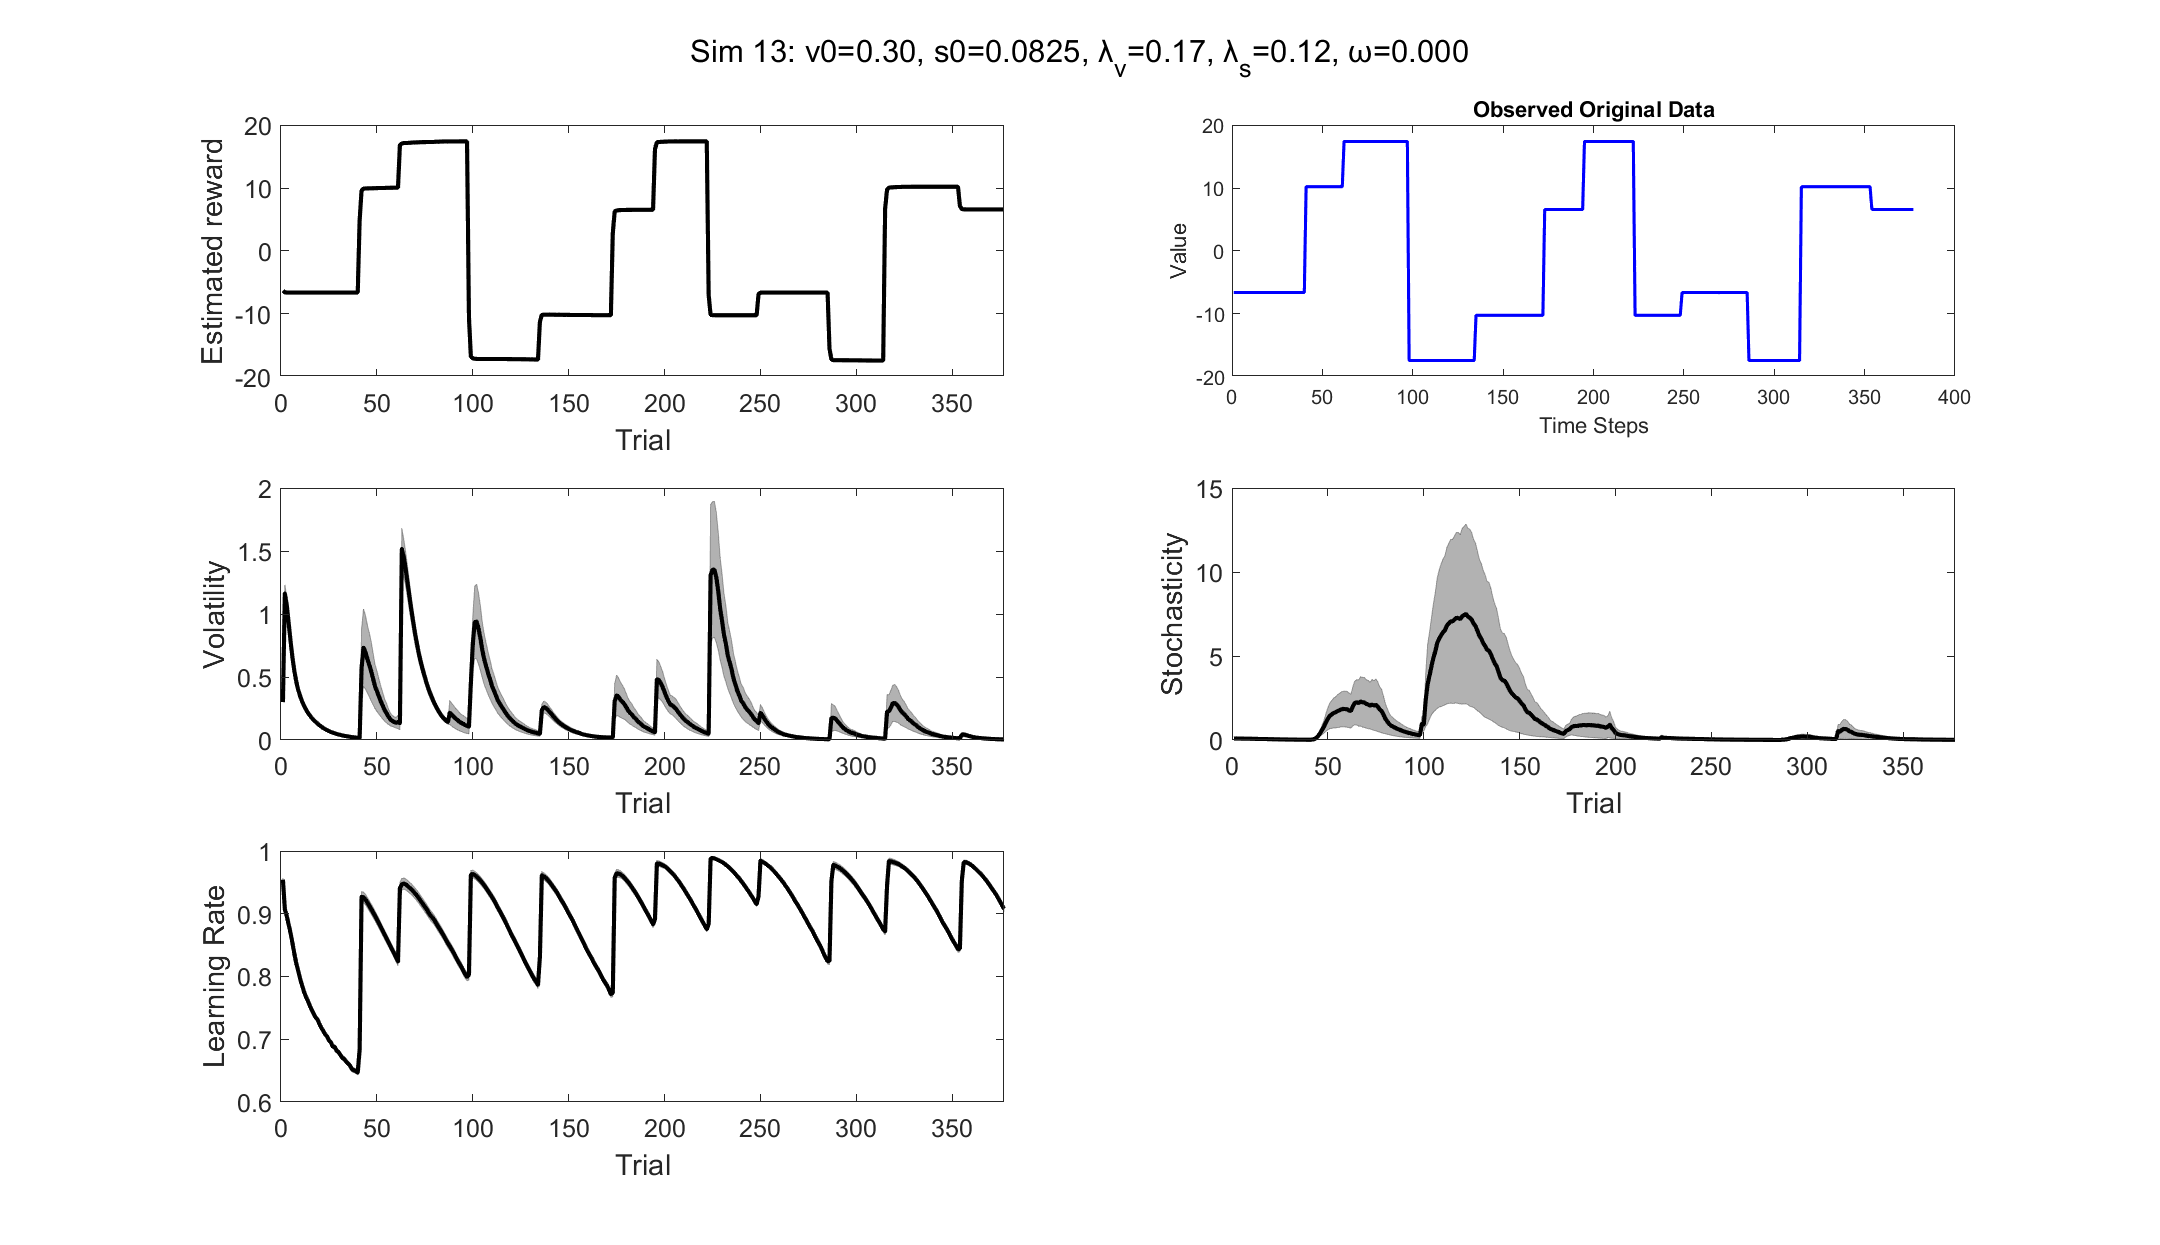 Sim 13: v0=0.30, s0=0.0825, λ_v=0.17, λ_s=0.12, ω=0.000
Estimated reward
20
10
0
-10
-20
0 50 100 150 200 250 300 350
Trial
Observed Original Data
Value
20
10
0
-10
-20
0 50 100 150 200 250 300 350 400
Time Steps
Volatility
2
1.5
1
0.5
0
0 50 100 150 200 250 300 350
Trial
Stochasticity
15
10
5
0
0 50 100 150 200 250 300 350
Trial
Learning Rate
1
0.9
0.8
0.7
0.6
0 50 100 150 200 250 300 350
Trial